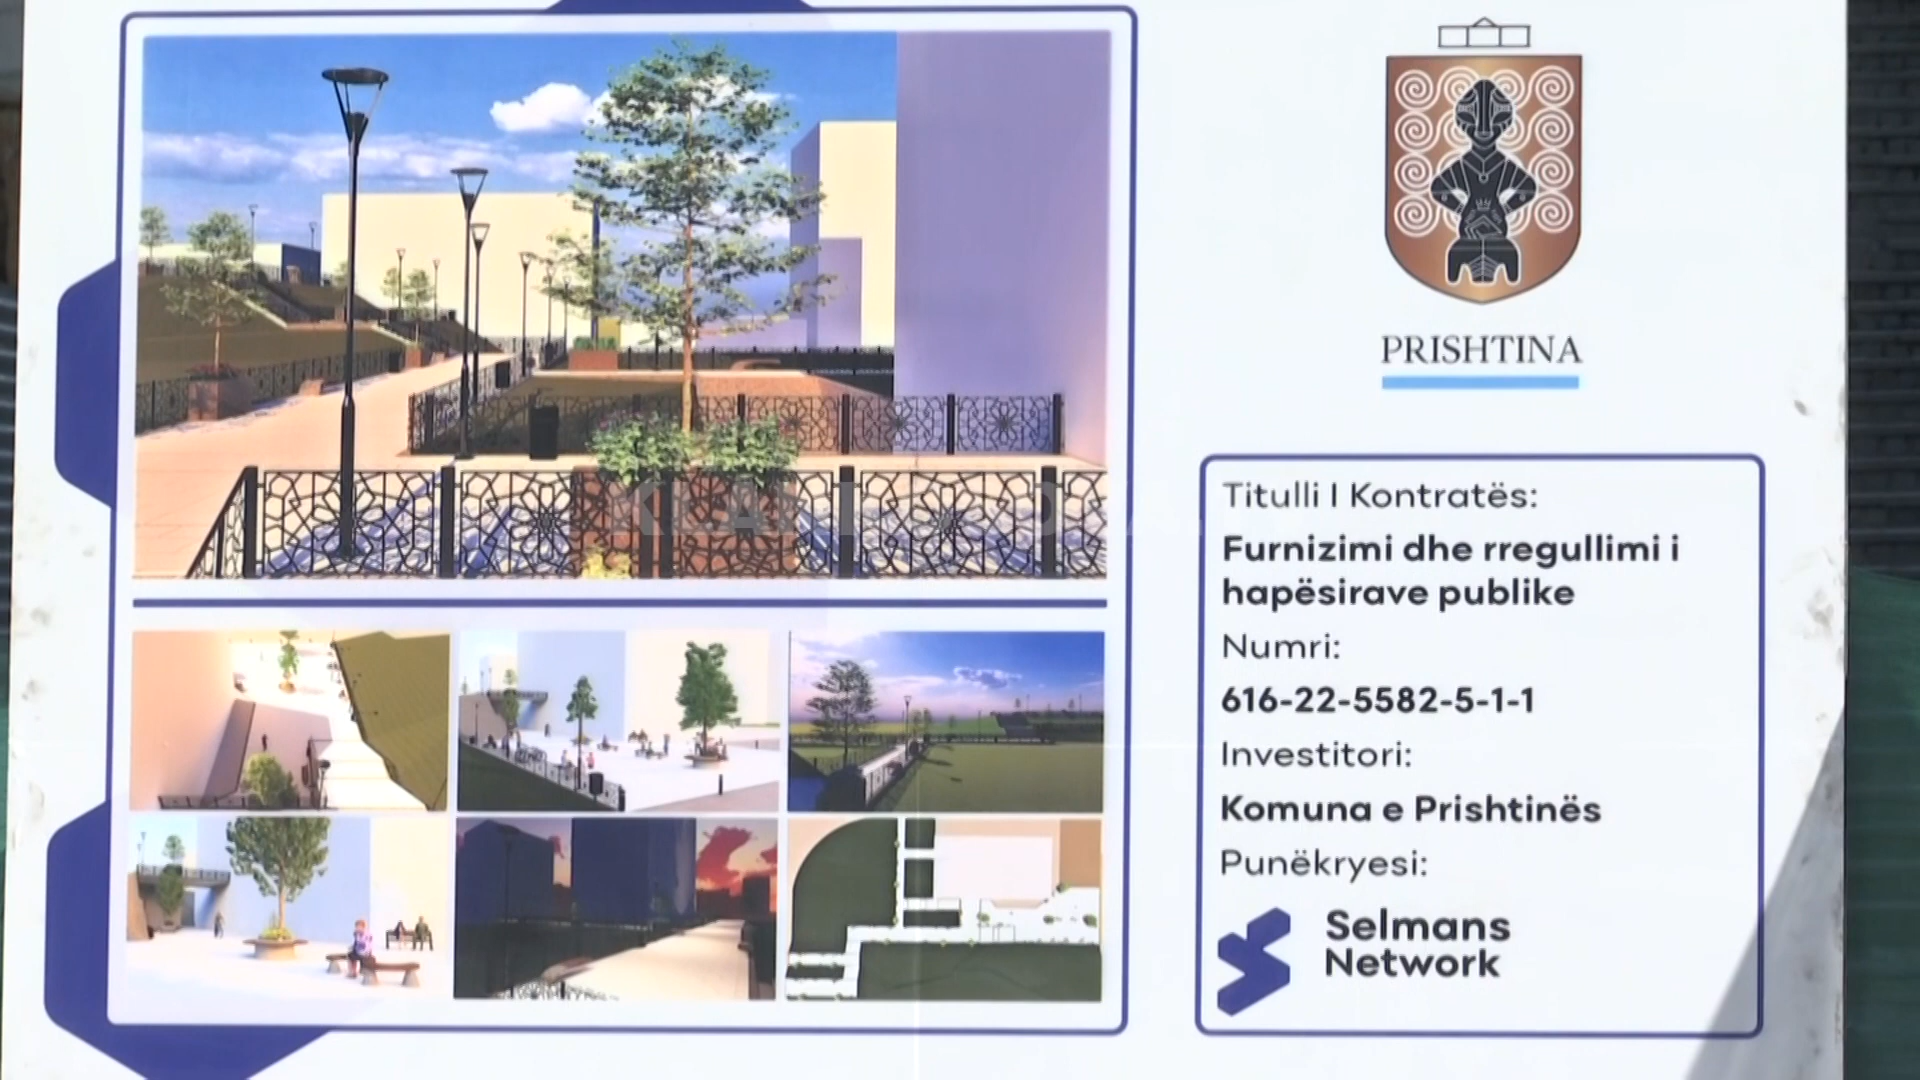 PRISHTINA
Titulli I Kontratës:
Furnizimi dhe rregullimi i
hapësirave publike
Numri:
616-22-5582-5-1-1
Investitori:
Komuna e Prishtinës
Punëkryesi:
Selmans
Network